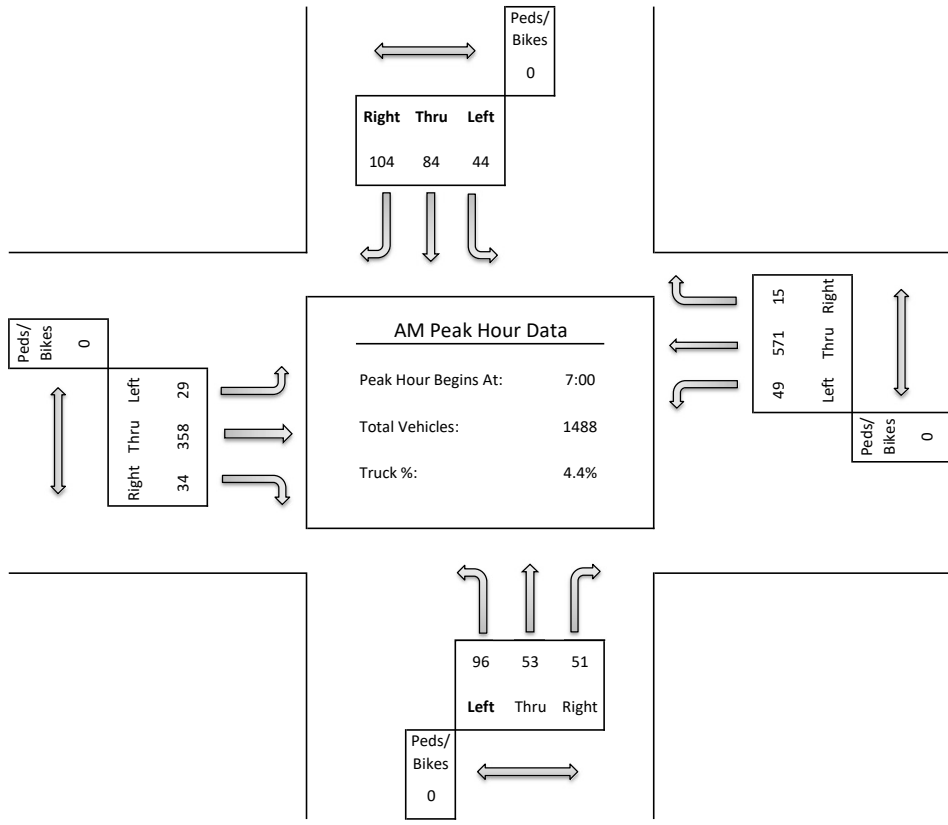 Peds/
Bikes
0
Right Thru Left
104 84 44
Peds/
Bikes
0
Left 29
Thru 358
Right 34
AM Peak Hour Data
Peak Hour Begins At: 7:00
Total Vehicles: 1488
Truck %: 4.4%
15 Right
571 Thru
49 Left
Peds/
Bikes
0
96 53 51
Left Thru Right
Peds/
Bikes
0